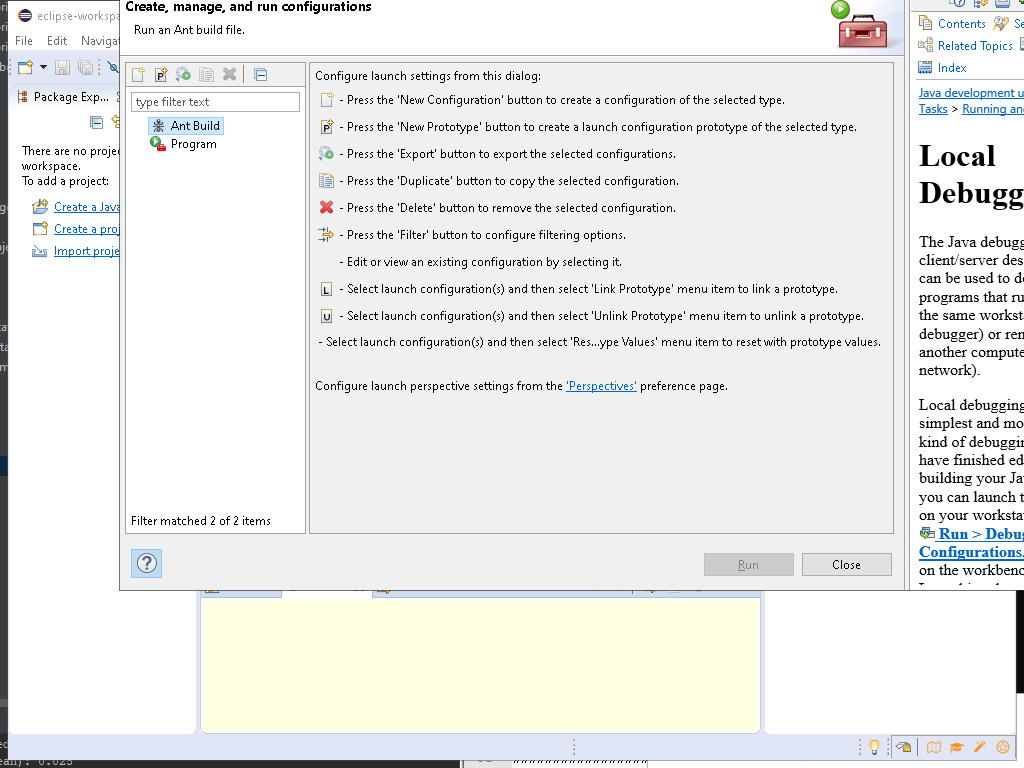 eclipse-workspa
File Edit Navigat
Package Exp...
There are no proje
workspace.
To add a project:
Create a Java
Create a proj
Import proje
Create, manage, and run configurations
Run an Ant build file.
type filter text
Ant Build
Program
Filter matched 2 of 2 items
Configure launch settings from this dialog:
- Press the 'New Configuration' button to create a configuration of the selected type.
- Press the 'New Prototype' button to create a launch configuration prototype of the selected type.
- Press the 'Export' button to export the selected configurations.
- Press the 'Duplicate' button to copy the selected configuration.
- Press the 'Delete' button to remove the selected configuration.
- Press the 'Filter' button to configure filtering options.
- Edit or view an existing configuration by selecting it.
L - Select launch configuration(s) and then select 'Link Prototype' menu item to link a prototype.
U - Select launch configuration(s) and then select 'Unlink Prototype' menu item to unlink a prototype.
- Select launch configuration(s) and then select 'Res...ype Values' menu item to reset with prototype values.
Configure launch perspective settings from the 'Perspectives' preference page.
Run Close
Contents Se
Related Topics
Index
Java development u
Tasks > Running and
Local
Debugg
The Java debugg
client/server des
can be used to de
programs that ru
the same worksta
debugger) or ren
another compute
network).
Local debugging
simplest and mo
kind of debuggin
have finished ed
building your Jav
you can launch t
on your worksta
Run > Debug
Configurations.
on the workbenc